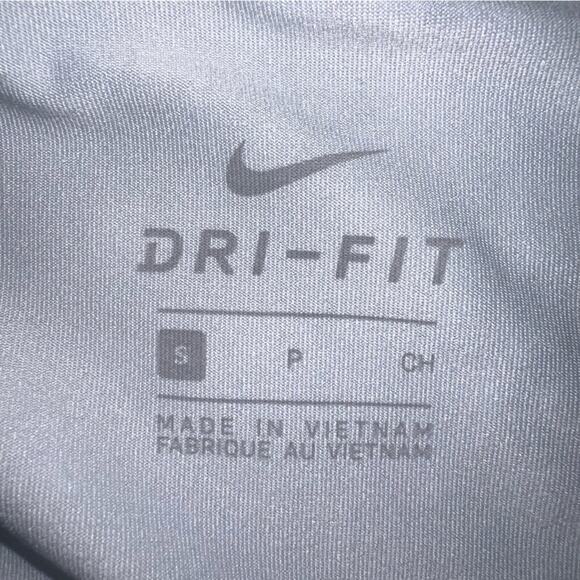 DRI-FIT
S P CH
MADE IN VIETNAM
FABRIQUE AU VIETNAM